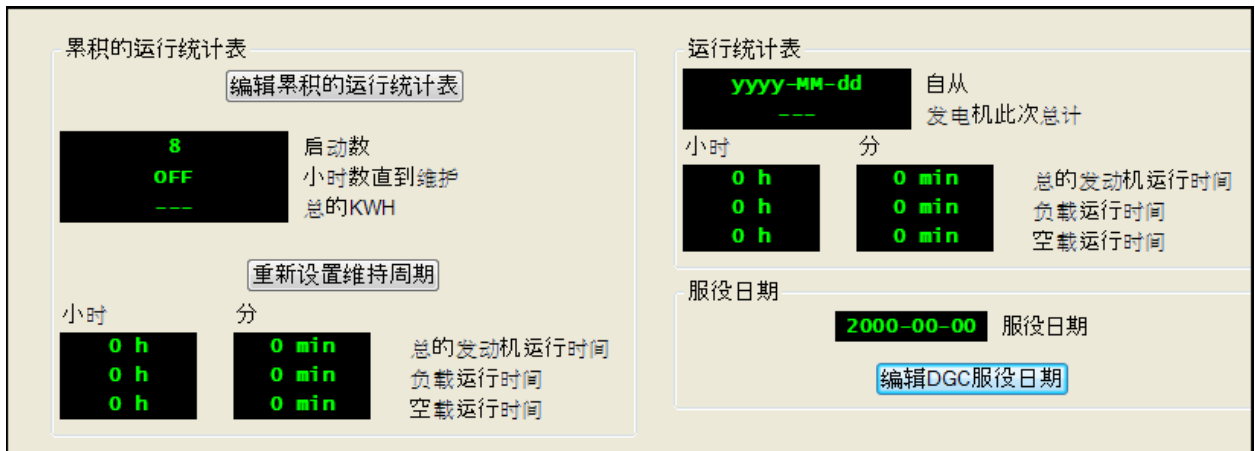 累积的运行统计表
编辑累积的运行统计表
8 启动数
OFF 小时数直到维护
--- 总的KWH
重新设置维持周期
小时 分
0 h 0 min 总的发动机运行时间
0 h 0 min 负载运行时间
0 h 0 min 空载运行时间
运行统计表
yyyy-MM-dd 自从
--- 发电机此次总计
小时 分
0 h 0 min 总的发动机运行时间
0 h 0 min 负载运行时间
0 h 0 min 空载运行时间
服役日期
2000-00-00 服役日期
编辑DGC服役日期